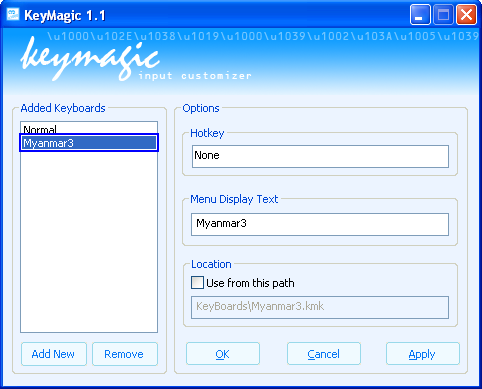 KeyMagic 1.1
\u1000\u102E\u1038\u1019\u1000\u1039\u1002\u103A\u1005\u1039
keymagic
input customizer
Added Keyboards
Normal
Myanmar3
Add New
Remove
Options
Hotkey
None
Menu Display Text
Myanmar3
Location
Use from this path
KeyBoards\Myanmar3.kmk
OK
Cancel
Apply